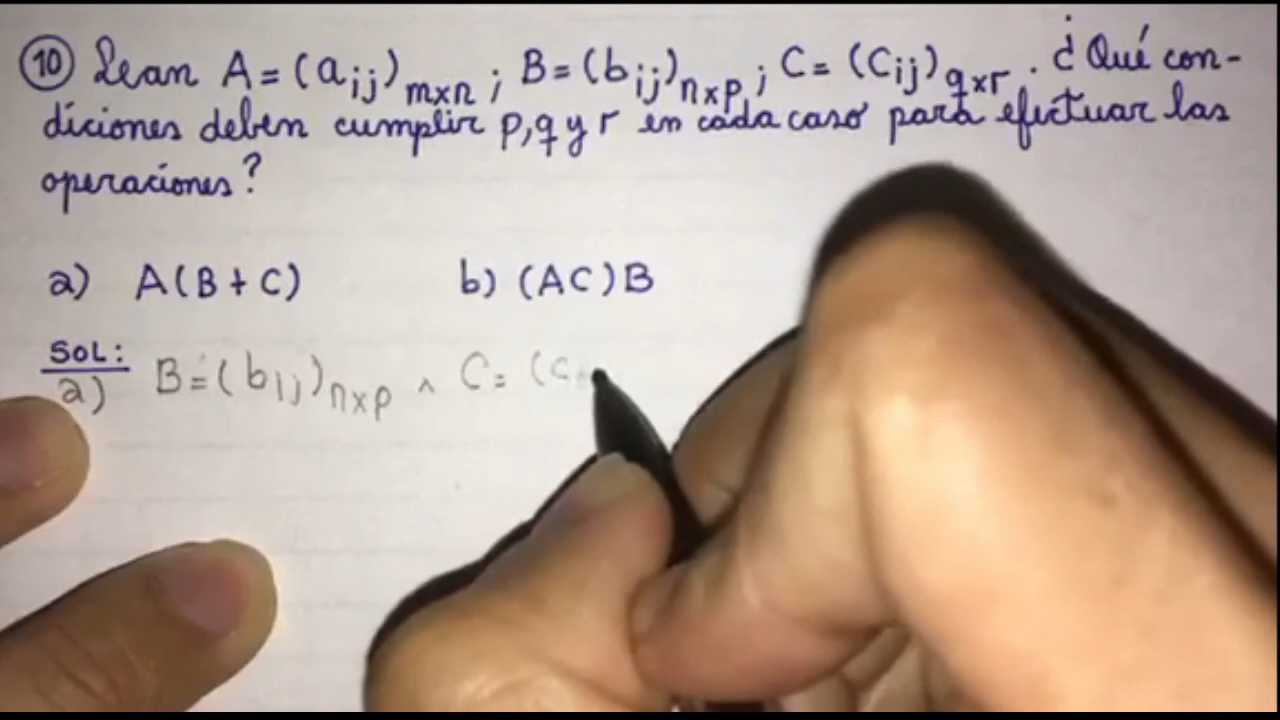 10 Sean A = (aij)m×n ; B = (bij)n×p ; C = (cij)q×r . ¿Qué con-
diciones deben cumplir p, q y r en cada caso para efectuar las
operaciones?
a) A(B + C) b) (AC)B
SOL:
a) B = (bij)n×p ^ C = (c